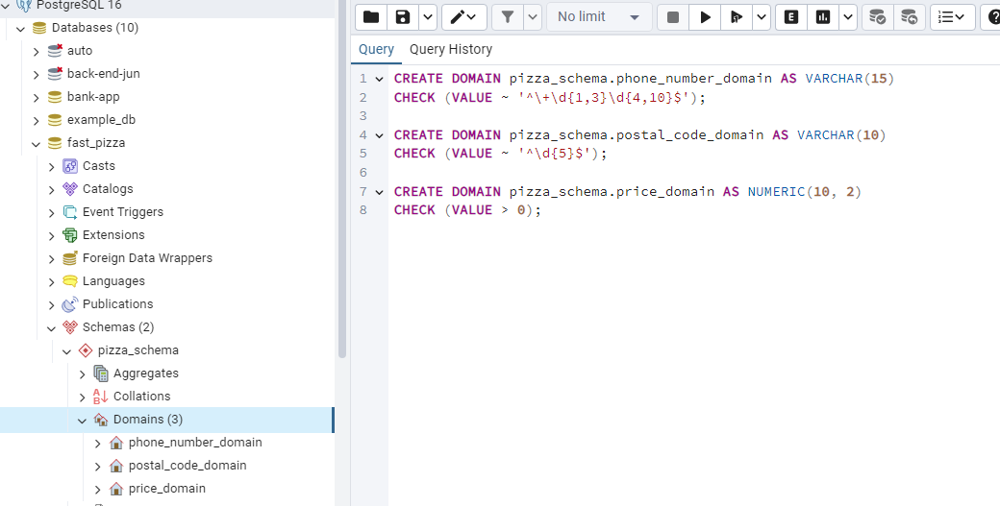 PostgreSQL 16
Databases (10)
auto
back-end-jun
bank-app
example_db
fast_pizza
Casts
Catalogs
Event Triggers
Extensions
Foreign Data Wrappers
Languages
Publications
Schemas (2)
pizza_schema
Aggregates
Collations
Domains (3)
phone_number_domain
postal_code_domain
price_domain
No limit
E
Query Query History
1 CREATE DOMAIN pizza_schema.phone_number_domain AS VARCHAR(15)
2 CHECK (VALUE ~ '^\+\d{1,3}\d{4,10}$');
3
4 CREATE DOMAIN pizza_schema.postal_code_domain AS VARCHAR(10)
5 CHECK (VALUE ~ '^\d{5}$');
6
7 CREATE DOMAIN pizza_schema.price_domain AS NUMERIC(10, 2)
8 CHECK (VALUE > 0);